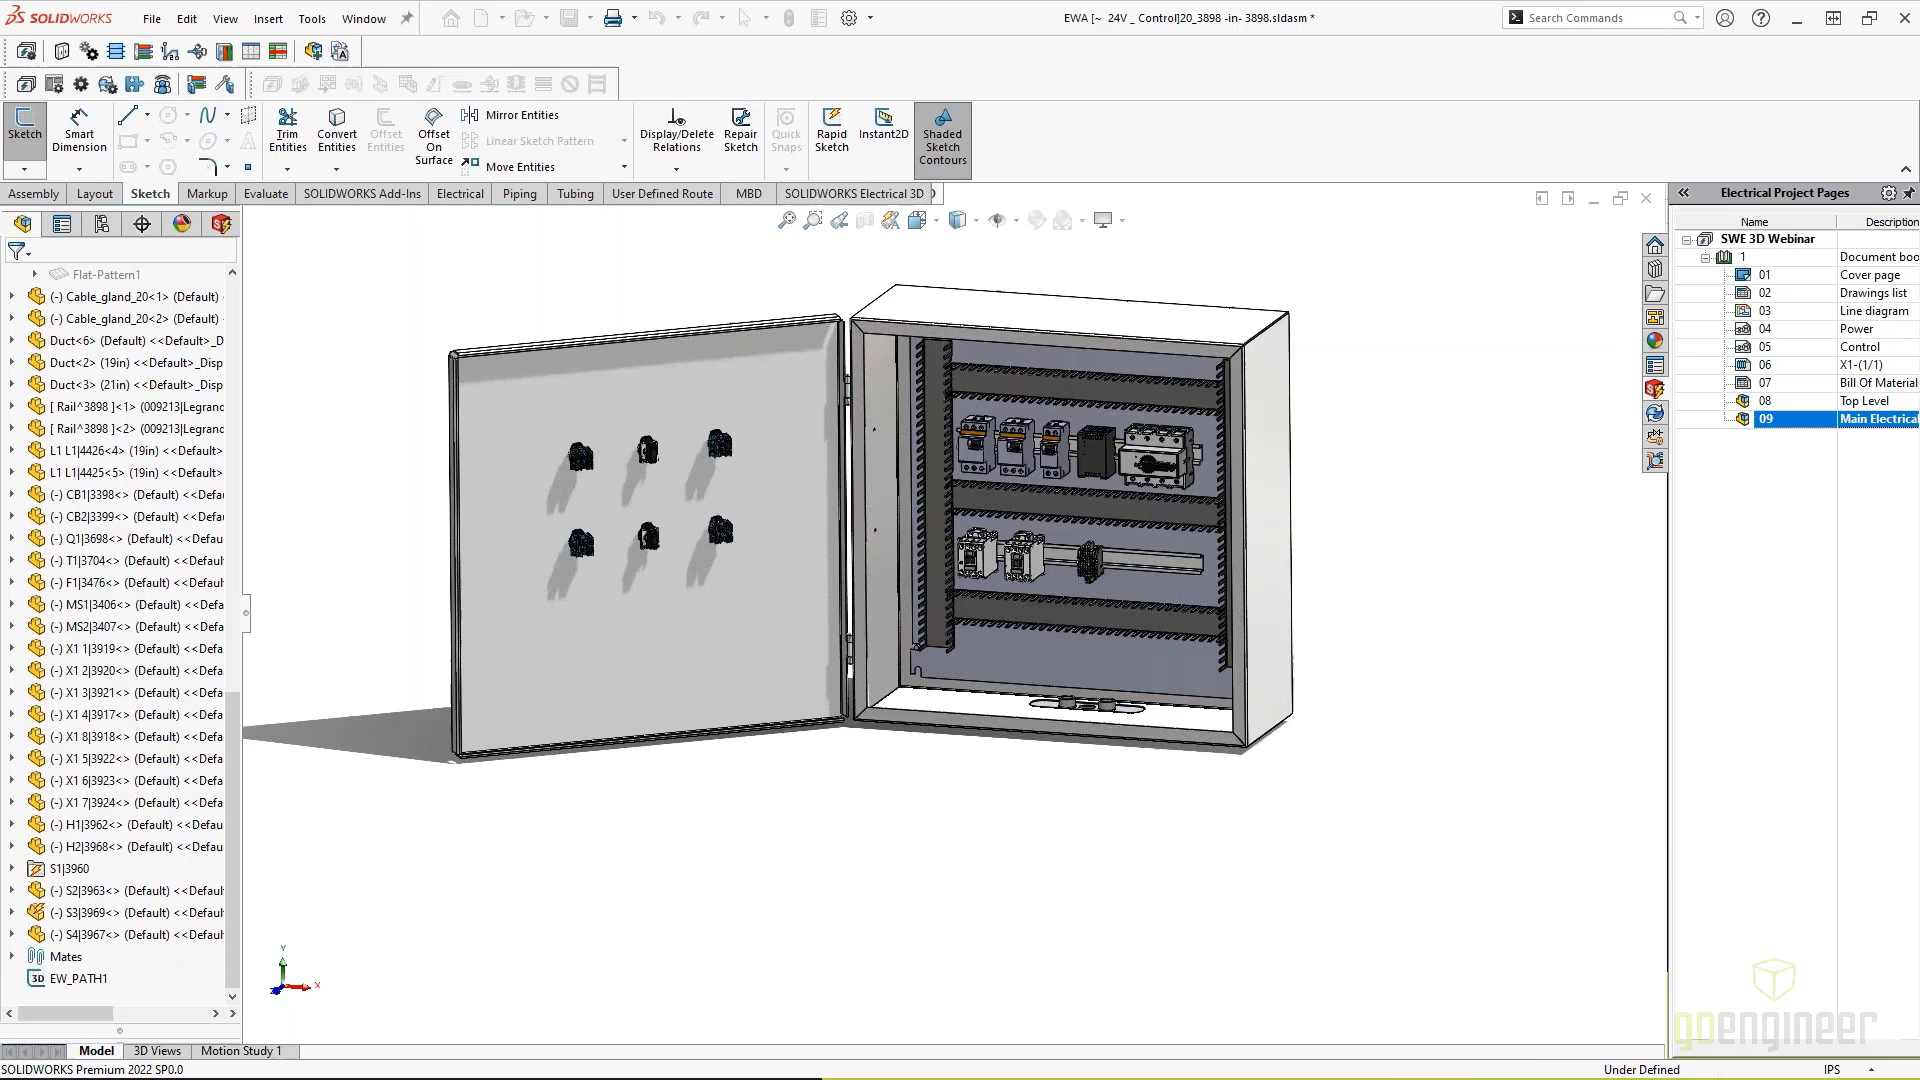 SOLIDWORKS File Edit View Insert Tools Window
EWA [~ 24V _ Control]20_3898 -in- 3898.sldasm *
Search Commands
Sketch
Smart Dimension
Trim Entities
Convert Entities
Offset Entities
Offset On Surface
Mirror Entities
Linear Sketch Pattern
Move Entities
Display/Delete Relations
Repair Sketch
Quick Snaps
Rapid Sketch
Instant2D
Shaded Sketch Contours
Assembly Layout Sketch Markup Evaluate SOLIDWORKS Add-Ins Electrical Piping Tubing User Defined Route MBD SOLIDWORKS Electrical 3D
Flat-Pattern1
(-) Cable_gland_20<1> (Default)
(-) Cable_gland_20<2> (Default)
Duct<6> (Default) <<Default>_D
Duct<2> (19in) <<Default>_Disp
Duct<3> (21in) <<Default>_Disp
[ Rail^3898 ]<1> (009213|Legrand
[ Rail^3898 ]<2> (009213|Legrand
L1 L1|4426<4> (19in) <<Default>
L1 L1|4425<5> (19in) <<Default>
(-) CB1|3398<> (Default) <<Defau
(-) CB2|3399<> (Default) <<Defau
(-) Q1|3698<> (Default) <<Defau
(-) T1|3704<> (Default) <<Defau
(-) F1|3476<> (Default) <<Defau
(-) MS1|3406<> (Default) <<Defa
(-) MS2|3407<> (Default) <<Defa
(-) X1 1|3919<> (Default) <<Defa
(-) X1 2|3920<> (Default) <<Defa
(-) X1 3|3921<> (Default) <<Defa
(-) X1 4|3917<> (Default) <<Defa
(-) X1 8|3918<> (Default) <<Defa
(-) X1 5|3922<> (Default) <<Defa
(-) X1 6|3923<> (Default) <<Defa
(-) X1 7|3924<> (Default) <<Defa
(-) H1|3962<> (Default) <<Defau
(-) H2|3968<> (Default) <<Defau
S1|3960
(-) S2|3963<> (Default) <<Defaul
(-) S3|3969<> (Default) <<Defaul
(-) S4|3967<> (Default) <<Defaul
Mates
3D EW_PATH1
Y
X
Electrical Project Pages
Name Description
SWE 3D Webinar
1 Document boo
01 Cover page
02 Drawings list
03 Line diagram
04 Power
05 Control
06 X1-(1/1)
07 Bill Of Material
08 Top Level
09 Main Electrical
goengineer
Model 3D Views Motion Study 1
SOLIDWORKS Premium 2022 SP0.0
Under Defined
IPS